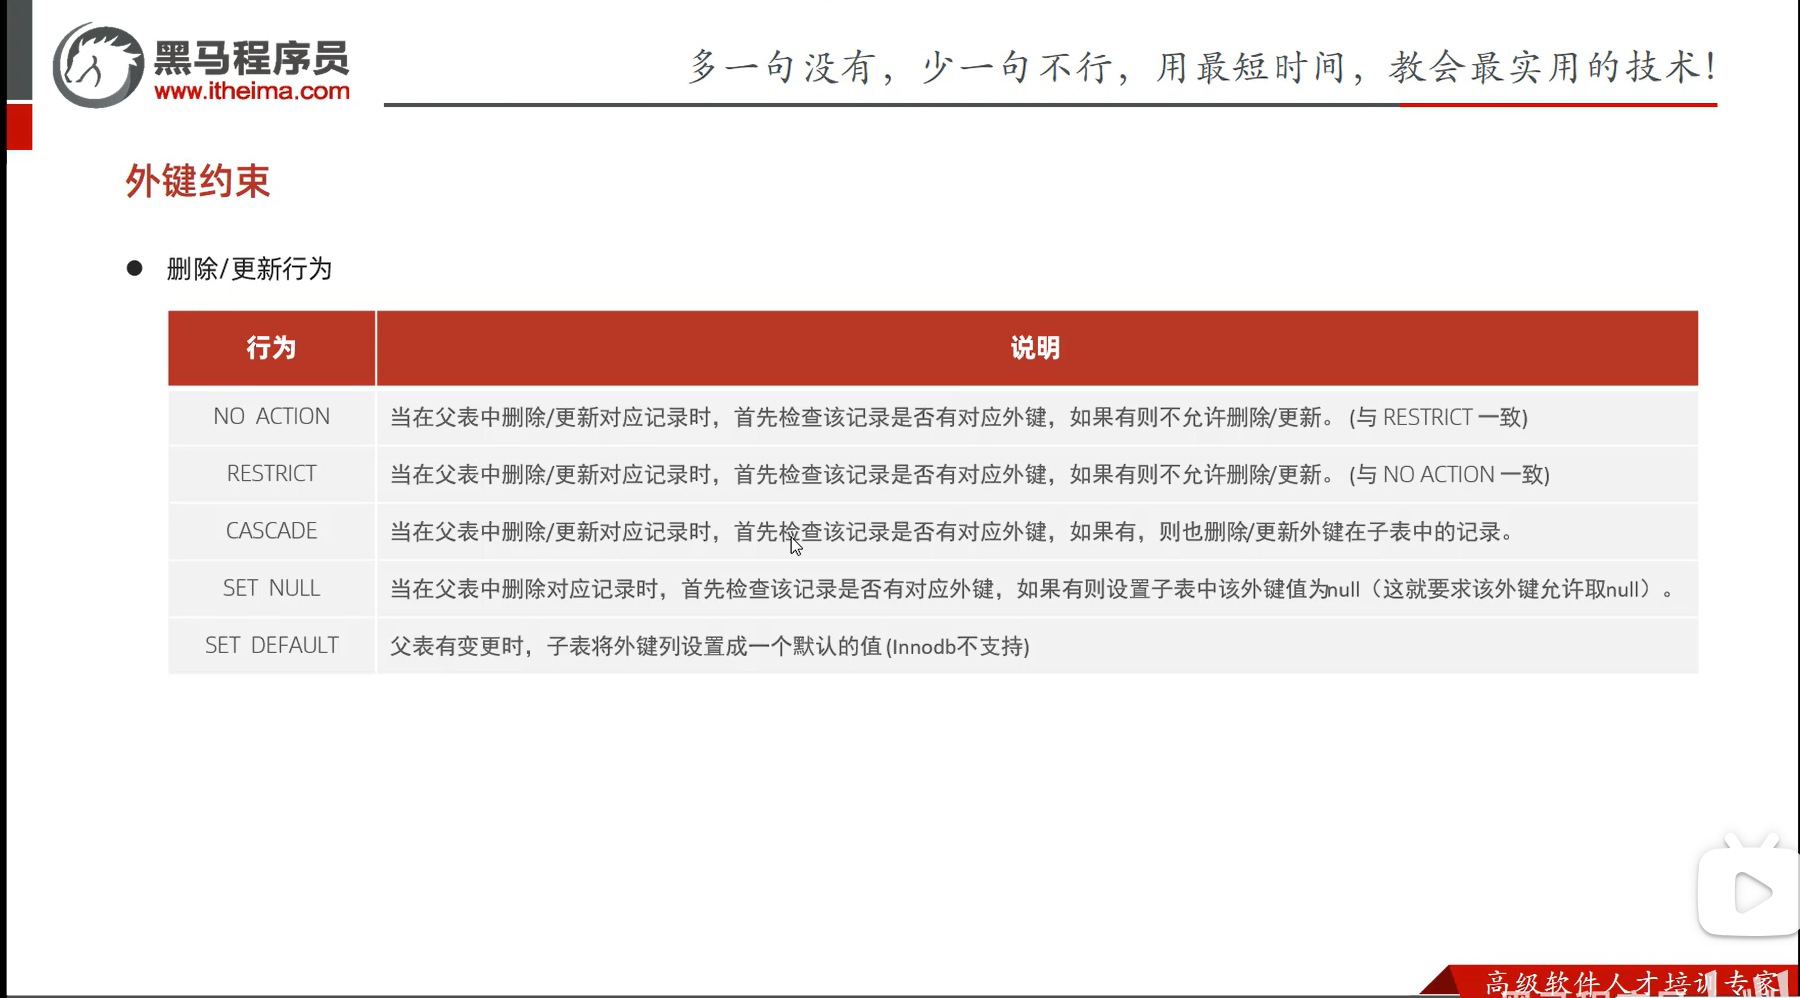 黑马程序员
www.itheima.com
多一句没有，少一句不行，用最短时间，教会最实用的技术！
外键约束
● 删除/更新行为
行为 说明
NO ACTION 当在父表中删除/更新对应记录时，首先检查该记录是否有对应外键，如果有则不允许删除/更新。 (与 RESTRICT 一致)
RESTRICT 当在父表中删除/更新对应记录时，首先检查该记录是否有对应外键，如果有则不允许删除/更新。 (与 NO ACTION 一致)
CASCADE 当在父表中删除/更新对应记录时，首先检查该记录是否有对应外键，如果有，则也删除/更新外键在子表中的记录。
SET NULL 当在父表中删除对应记录时，首先检查该记录是否有对应外键，如果有则设置子表中该外键值为null（这就要求该外键允许取null）。
SET DEFAULT 父表有变更时，子表将外键列设置成一个默认的值 (Innodb不支持)
高级软件人才培训专家